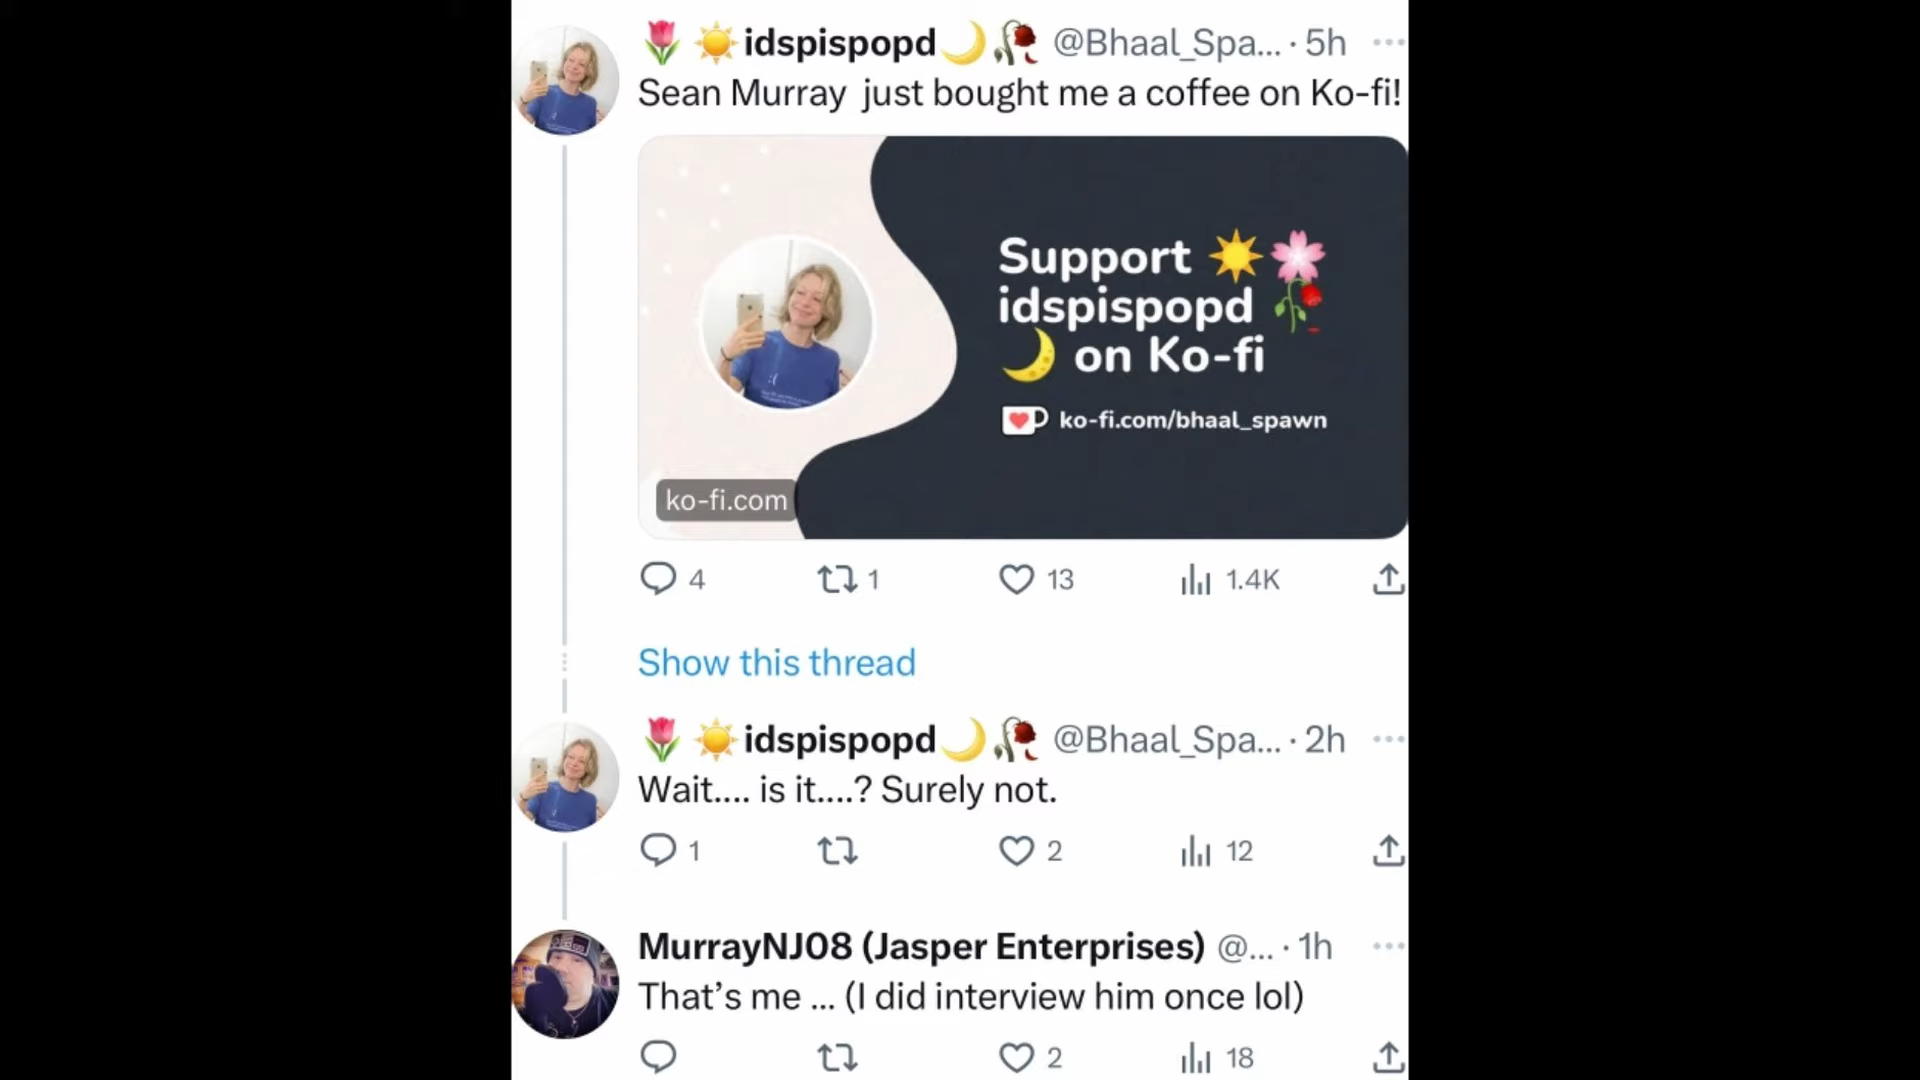 🌷☀️idspispopd🌙🥀 @Bhaal_Spa... · 5h
Sean Murray just bought me a coffee on Ko-fi!
Support ☀️🌸
idspispopd 🥀
🌙 on Ko-fi
ko-fi.com/bhaal_spawn
ko-fi.com
4 1 13 1.4K
Show this thread
🌷☀️idspispopd🌙🥀 @Bhaal_Spa... · 2h
Wait.... is it....? Surely not.
1 2 12
MurrayNJ08 (Jasper Enterprises) @... · 1h
That's me ... (I did interview him once lol)
2 18